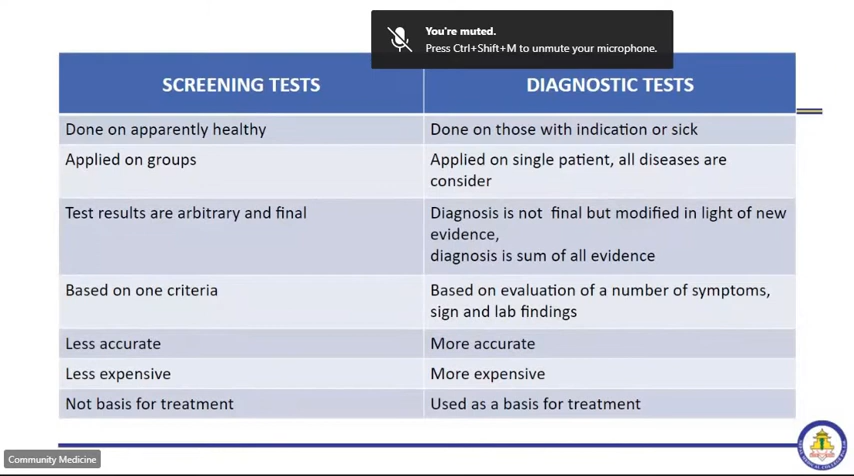 You're muted.
Press Ctrl+Shift+M to unmute your microphone.
SCREENING TESTS
DIAGNOSTIC TESTS
Done on apparently healthy
Done on those with indication or sick
Applied on groups
Applied on single patient, all diseases are
consider
Test results are arbitrary and final
Diagnosis is not final but modified in light of new
evidence,
diagnosis is sum of all evidence
Based on one criteria
Based on evaluation of a number of symptoms,
sign and lab findings
Less accurate
More accurate
Less expensive
More expensive
Not basis for treatment
Used as a basis for treatment
Community Medicine